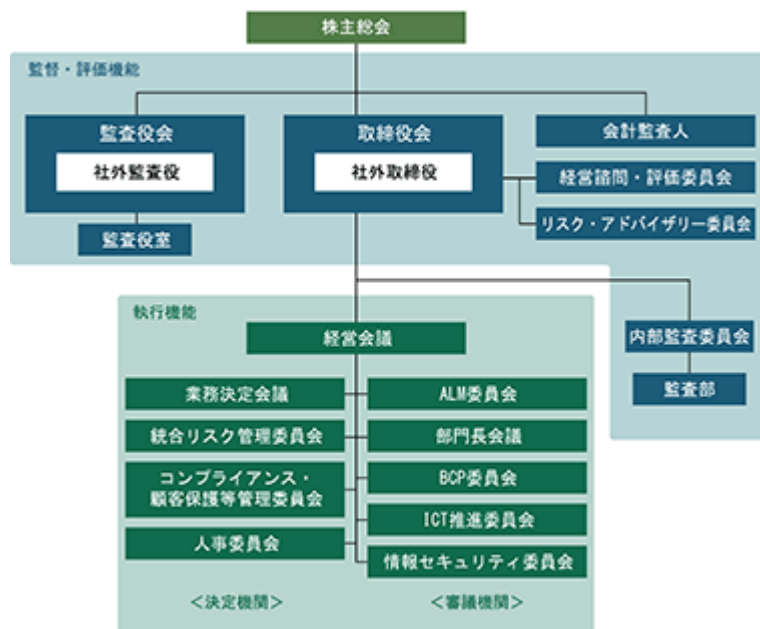 株主総会
監督・評価機能
監査役会
社外監査役
監査役室
取締役会
社外取締役
会計監査人
経営諮問・評価委員会
リスク・アドバイザリー委員会
内部監査委員会
監査部
執行機能
経営会議
業務決定会議
統合リスク管理委員会
コンプライアンス・
顧客保護等管理委員会
人事委員会
＜決定機関＞
ALM委員会
部門長会議
BCP委員会
ICT推進委員会
情報セキュリティ委員会
＜審議機関＞